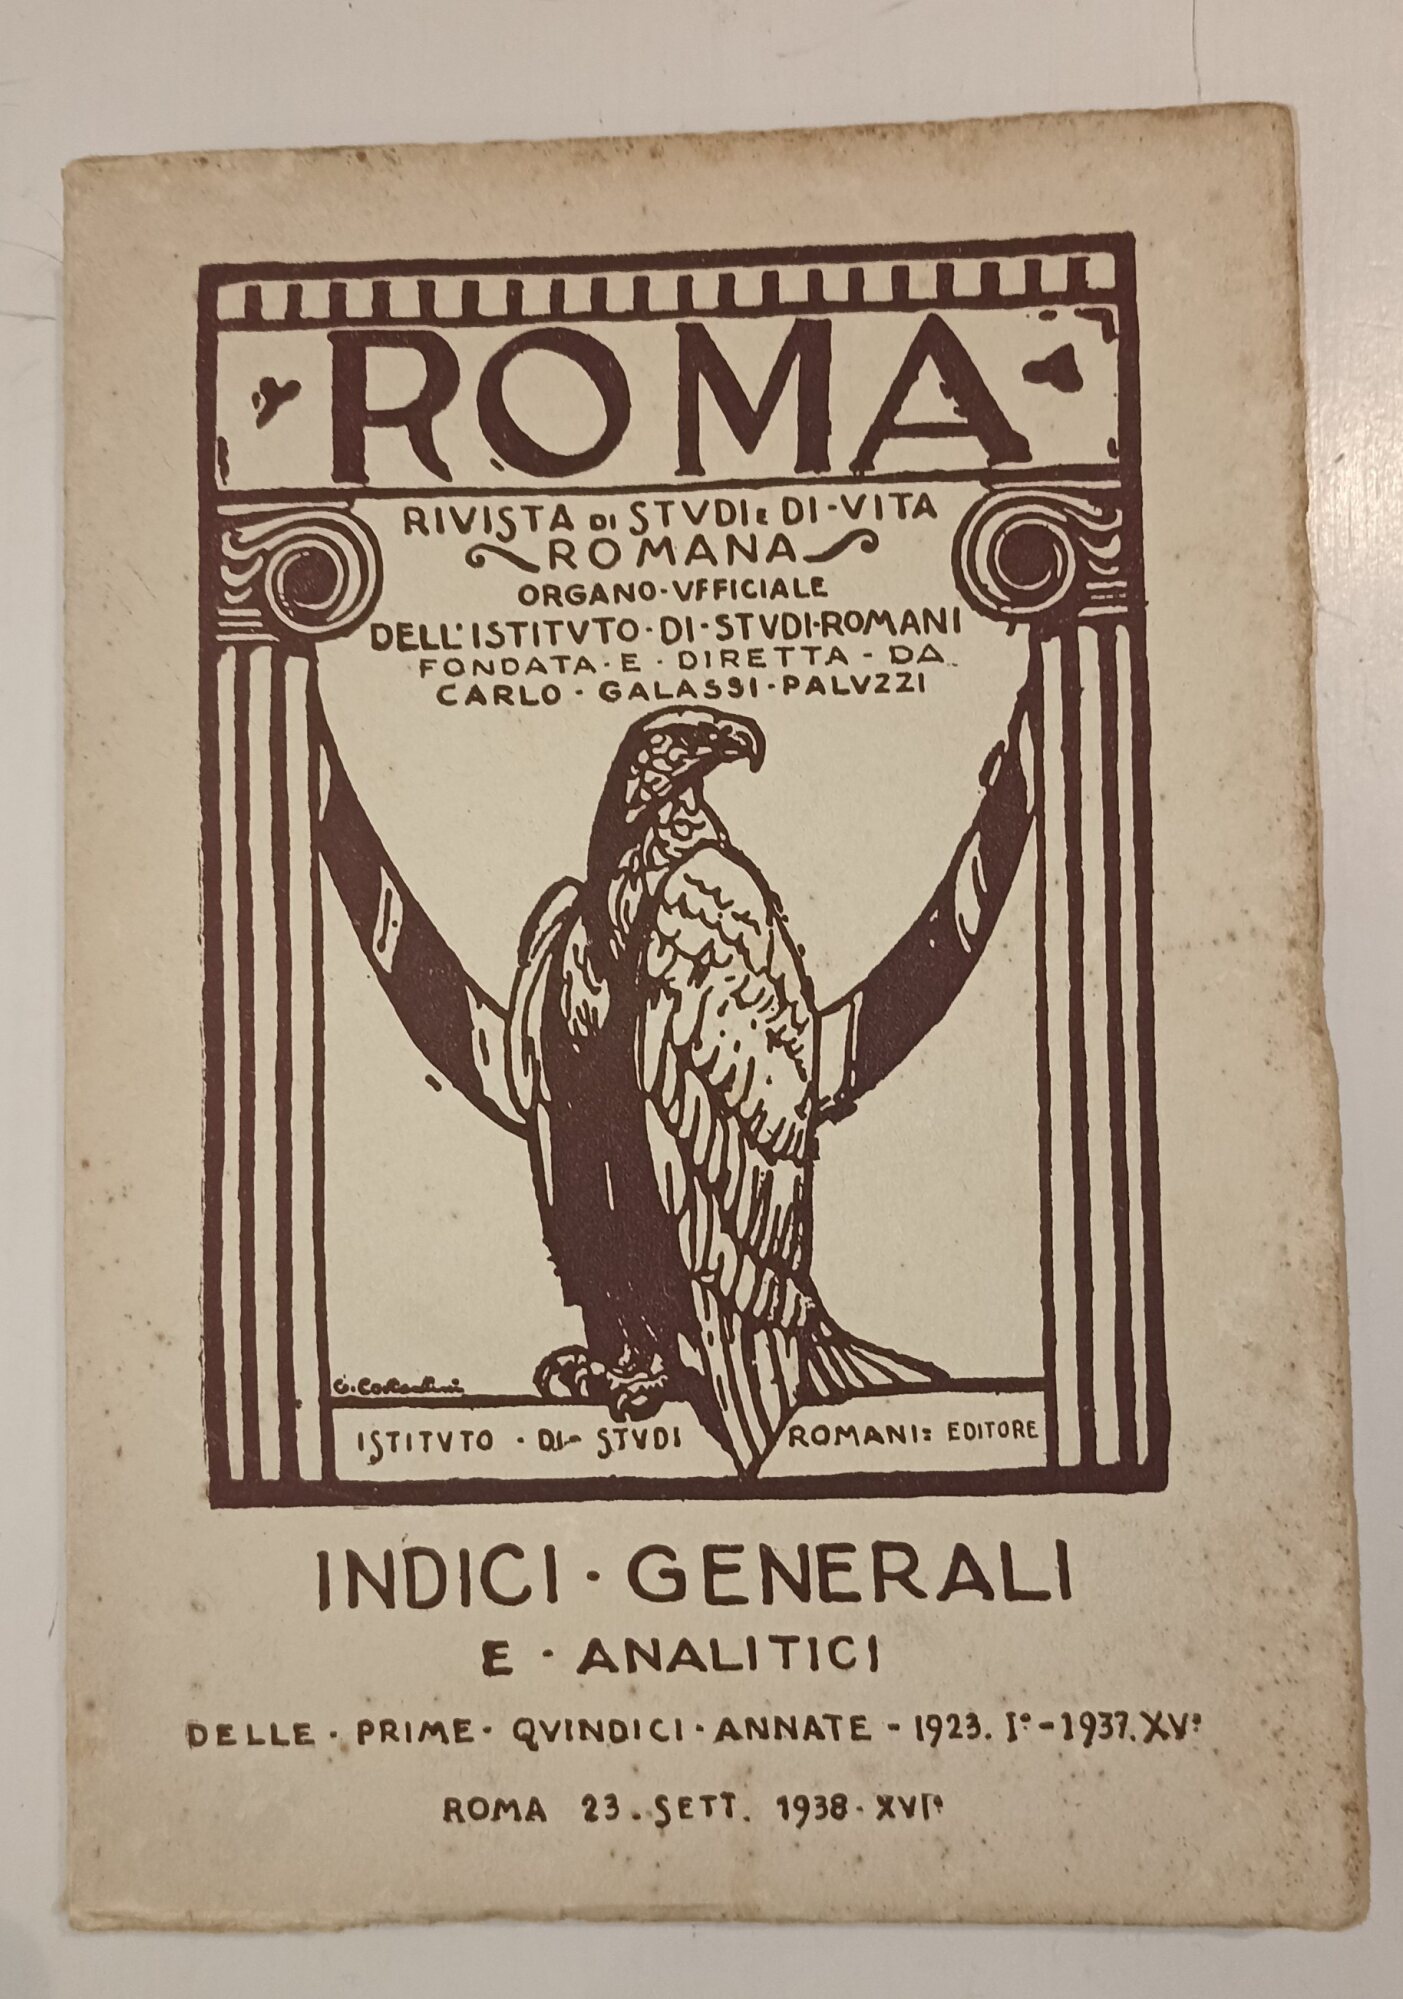 ROMA
RIVISTA DI STVDI E DI-VITA
ROMANA
ORGANO-VFFICIALE
DELL'ISTITVTO-DI-STVDI-ROMANI
FONDATA·E·DIRETTA-DA
CARLO-GALASSI-PALVZZI
ISTITVTO·DI-STVDI ROMANI: EDITORE
INDICI·GENERALI
E·ANALITICI
DELLE·PRIME·QVINDICI·ANNATE-1923.I°-1937.XV°
ROMA 23.SETT. 1938·XVI°